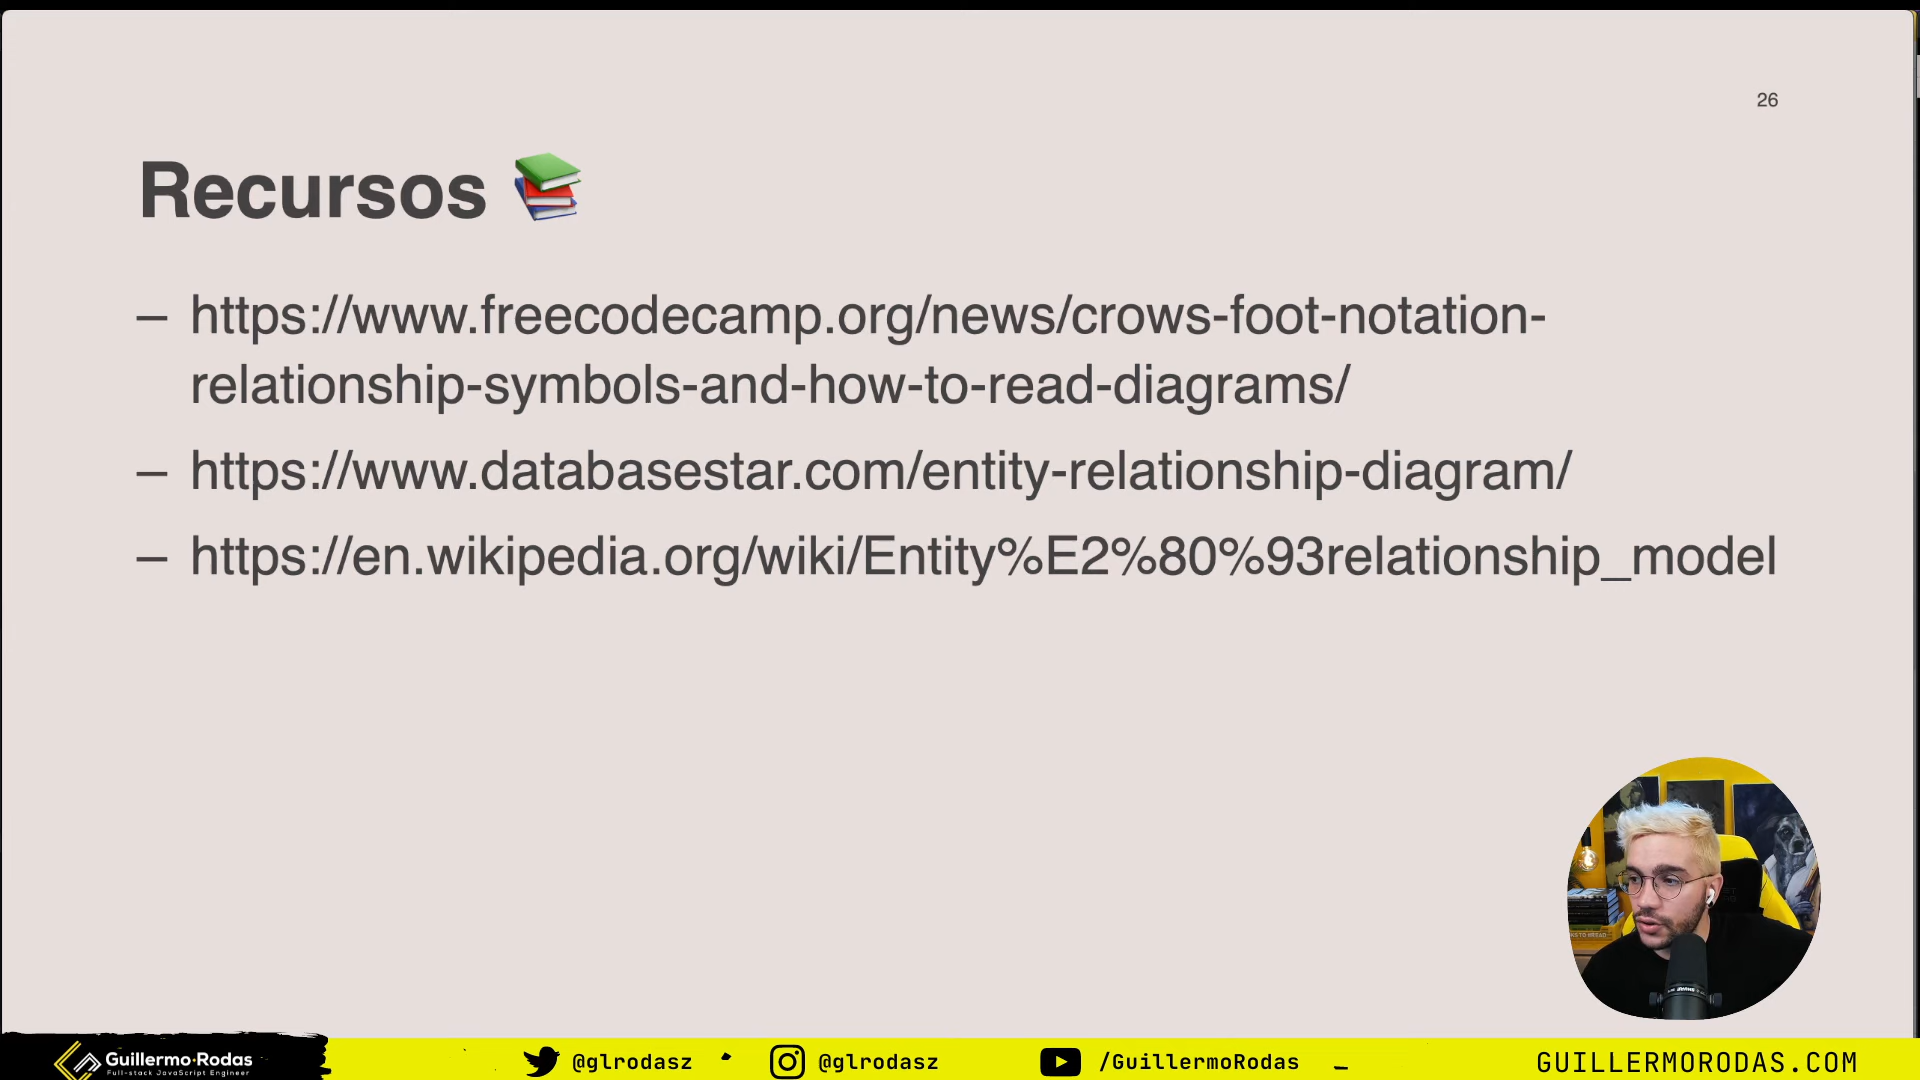 26
Recursos
– https://www.freecodecamp.org/news/crows-foot-notation-
relationship-symbols-and-how-to-read-diagrams/
– https://www.databasestar.com/entity-relationship-diagram/
– https://en.wikipedia.org/wiki/Entity%E2%80%93relationship_model
Guillermo Rodas
Full-stack JavaScript Engineer
@glrodasz
@glrodasz
/GuillermoRodas
GUILLERMORODAS.COM